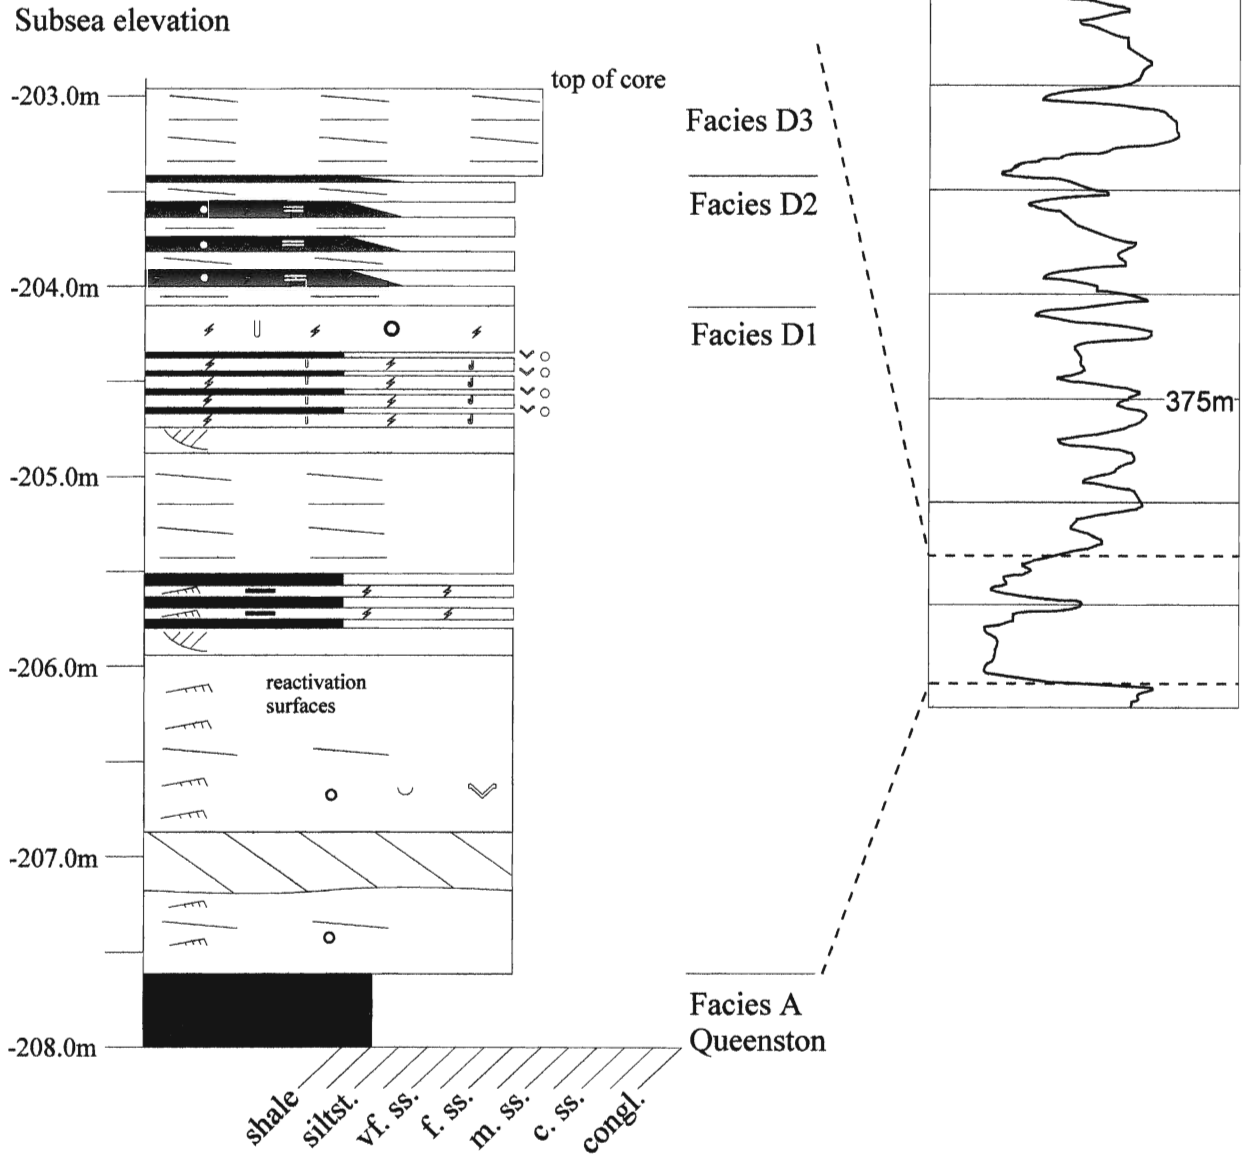 Subsea elevation
top of core
-203.0m
Facies D3
Facies D2
-204.0m
Facies D1
375m
-205.0m
-206.0m
reactivation
surfaces
-207.0m
Facies A
Queenston
-208.0m
shale
siltst.
vf. ss.
f. ss.
m. ss.
c. ss.
congl.